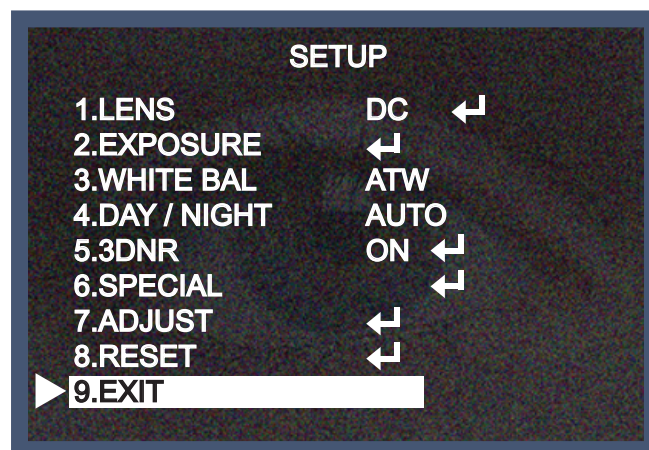 SETUP
1.LENS DC ↵
2.EXPOSURE ↵
3.WHITE BAL ATW
4.DAY / NIGHT AUTO
5.3DNR ON ↵
6.SPECIAL ↵
7.ADJUST ↵
8.RESET ↵
9.EXIT